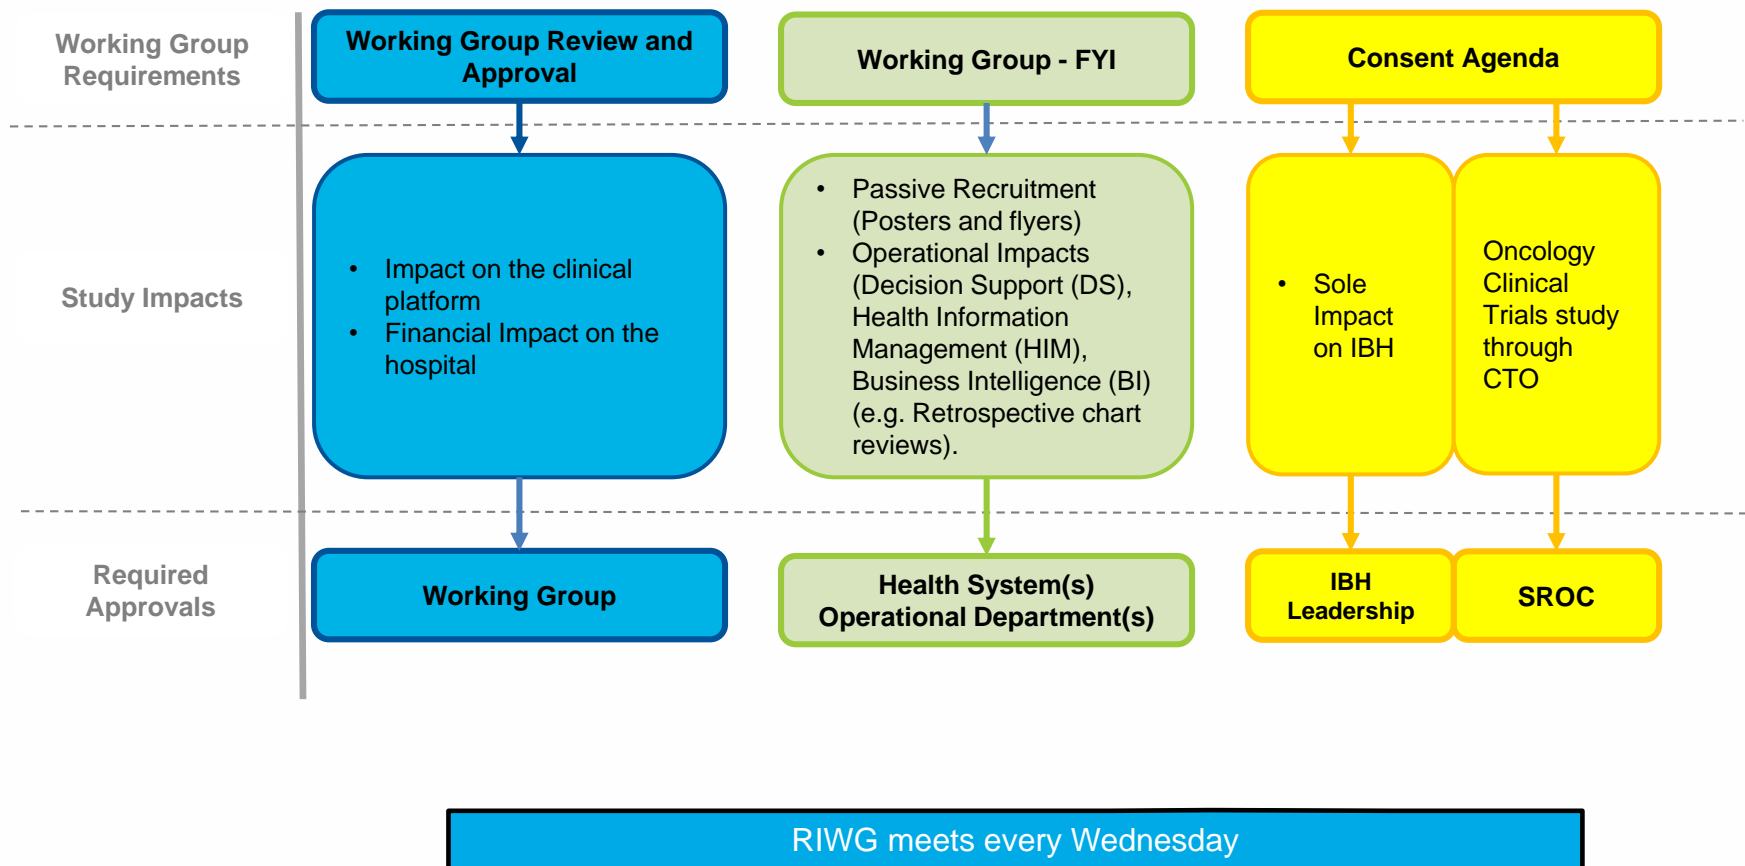 Working Group
Requirements
Working Group Review and
Approval
Working Group - FYI
Consent Agenda
Study Impacts
• Impact on the clinical
platform
• Financial Impact on the
hospital
• Passive Recruitment
(Posters and flyers)
• Operational Impacts
(Decision Support (DS),
Health Information
Management (HIM),
Business Intelligence (BI)
(e.g. Retrospective chart
reviews).
• Sole
Impact
on IBH
Oncology
Clinical
Trials study
through
CTO
Required
Approvals
Working Group
Health System(s)
Operational Department(s)
IBH
Leadership
SROC
RIWG meets every Wednesday